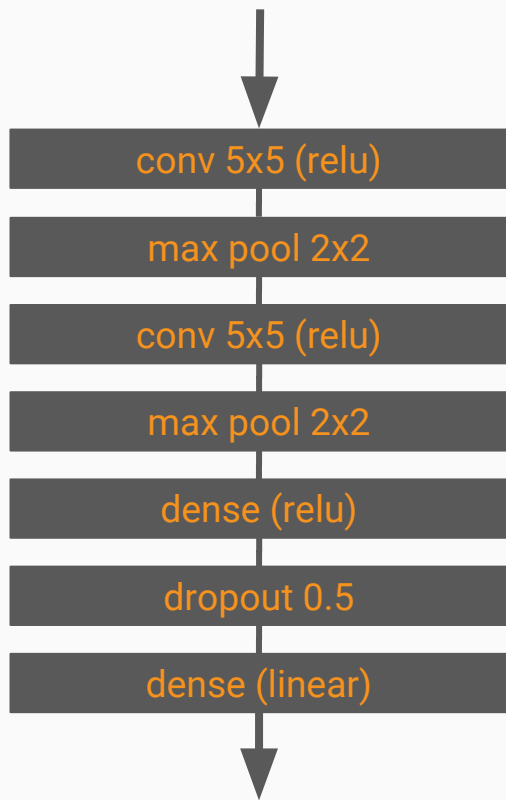 conv 5x5 (relu)
max pool 2x2
conv 5x5 (relu)
max pool 2x2
dense (relu)
dropout 0.5
dense (linear)